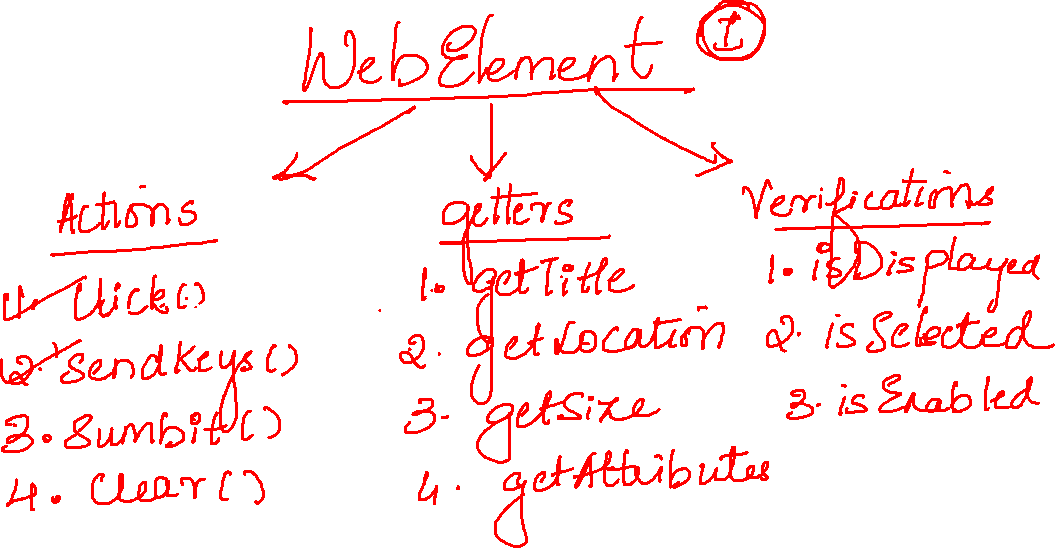 WebElement I
Actions
1. Click()
2. SendKeys()
3. Sumbit()
4. Clear()
getters
1. getTitle
2. getLocation
3. getSize
4. getAttributes
Verifications
1. isDisplayed
2. isSelected
3. isEnabled